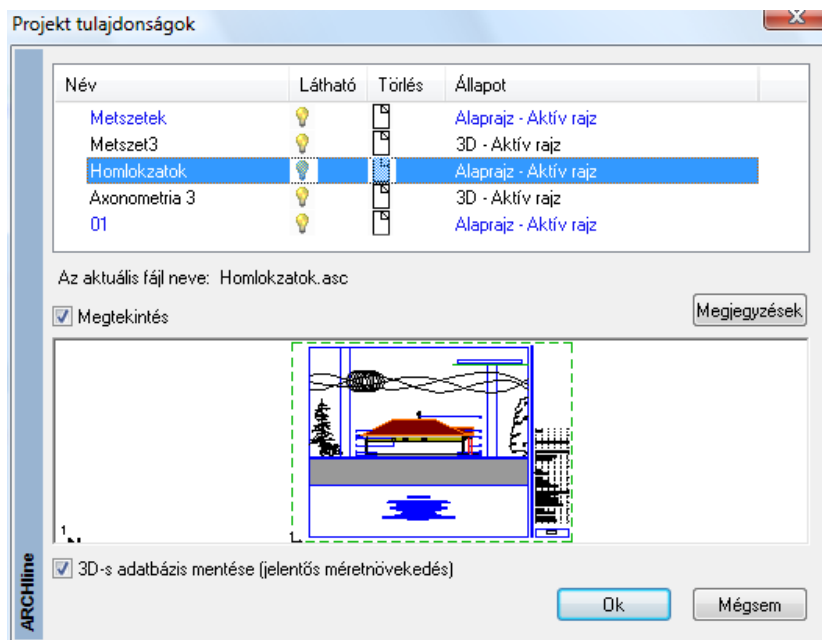 Projekt tulajdonságok
Név Látható Törlés Állapot
Metszetek Alaprajz - Aktív rajz
Metszet3 3D - Aktív rajz
Homlokzatok Alaprajz - Aktív rajz
Axonometria 3 3D - Aktív rajz
01 Alaprajz - Aktív rajz
Az aktuális fájl neve: Homlokzatok.asc
Megtekintés
Megjegyzések
3D-s adatbázis mentése (jelentős méretnövekedés)
Ok Mégsem
ARCHline